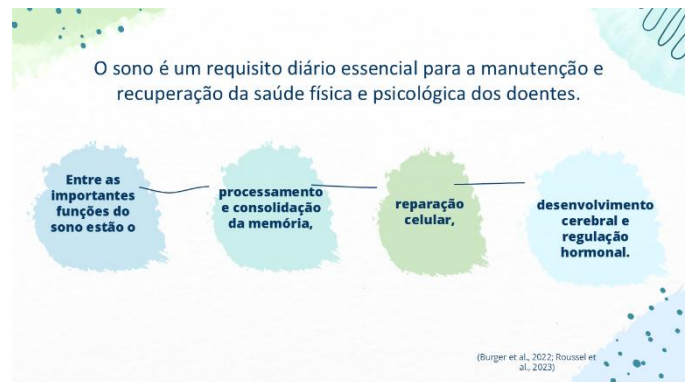 O sono é um requisito diário essencial para a manutenção e
recuperação da saúde física e psicológica dos doentes.
Entre as
importantes
funções do
sono estão o
processamento
e consolidação
da memória,
reparação
celular,
desenvolvimento
cerebral e
regulação
hormonal.
(Burger et al., 2022; Roussel et
al., 2023)